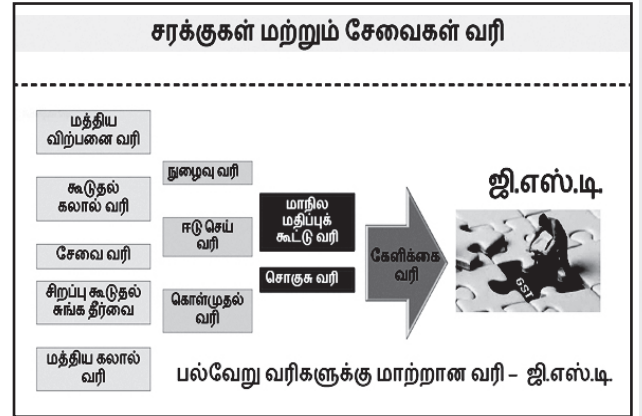 சரக்குகள் மற்றும் சேவைகள் வரி
மத்திய
விற்பனை வரி
கூடுதல்
கலால் வரி
சேவை வரி
சிறப்பு கூடுதல்
சுங்க தீர்வை
மத்திய கலால்
வரி
நுழைவு வரி
ஈடு செய்
வரி
கொள்முதல்
வரி
மாநில
மதிப்புக்
கூட்டு வரி
சொகுசு வரி
கேளிக்கை
வரி
ஜி.எஸ்.டி.
GST
பல்வேறு வரிகளுக்கு மாற்றான வரி – ஜி.எஸ்.டி.